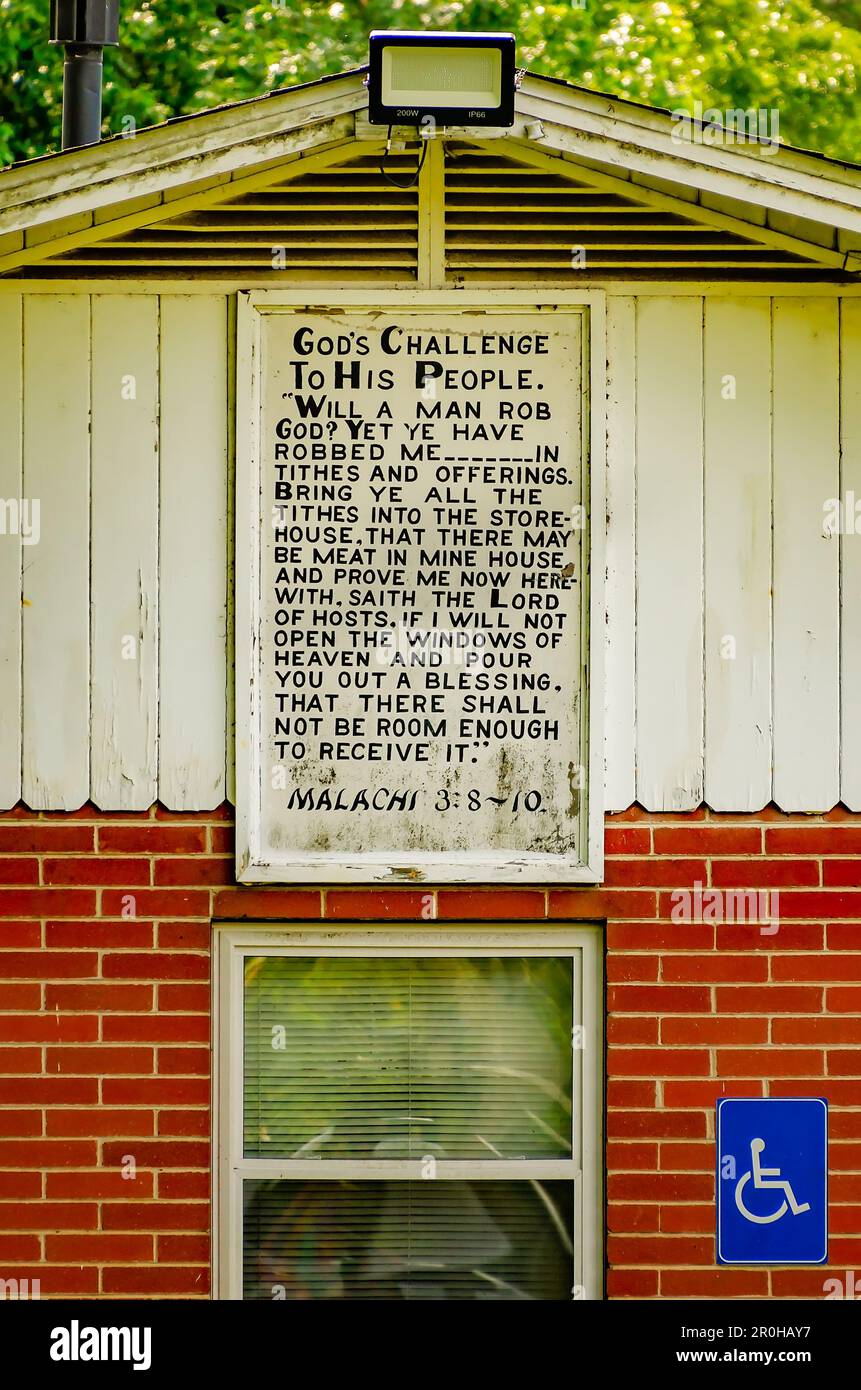 200W IP66
GOD'S CHALLENGE
TO HIS PEOPLE.
"WILL A MAN ROB
GOD? YET YE HAVE
ROBBED ME________IN
TITHES AND OFFERINGS.
BRING YE ALL THE
TITHES INTO THE STORE-
HOUSE, THAT THERE MAY
BE MEAT IN MINE HOUSE
AND PROVE ME NOW HERE-
WITH, SAITH THE LORD
OF HOSTS, IF I WILL NOT
OPEN THE WINDOWS OF
HEAVEN AND POUR
YOU OUT A BLESSING,
THAT THERE SHALL
NOT BE ROOM ENOUGH
TO RECEIVE IT."
MALACHI 3:8~10.
alamy
Image ID: 2R0HAY7
www.alamy.com